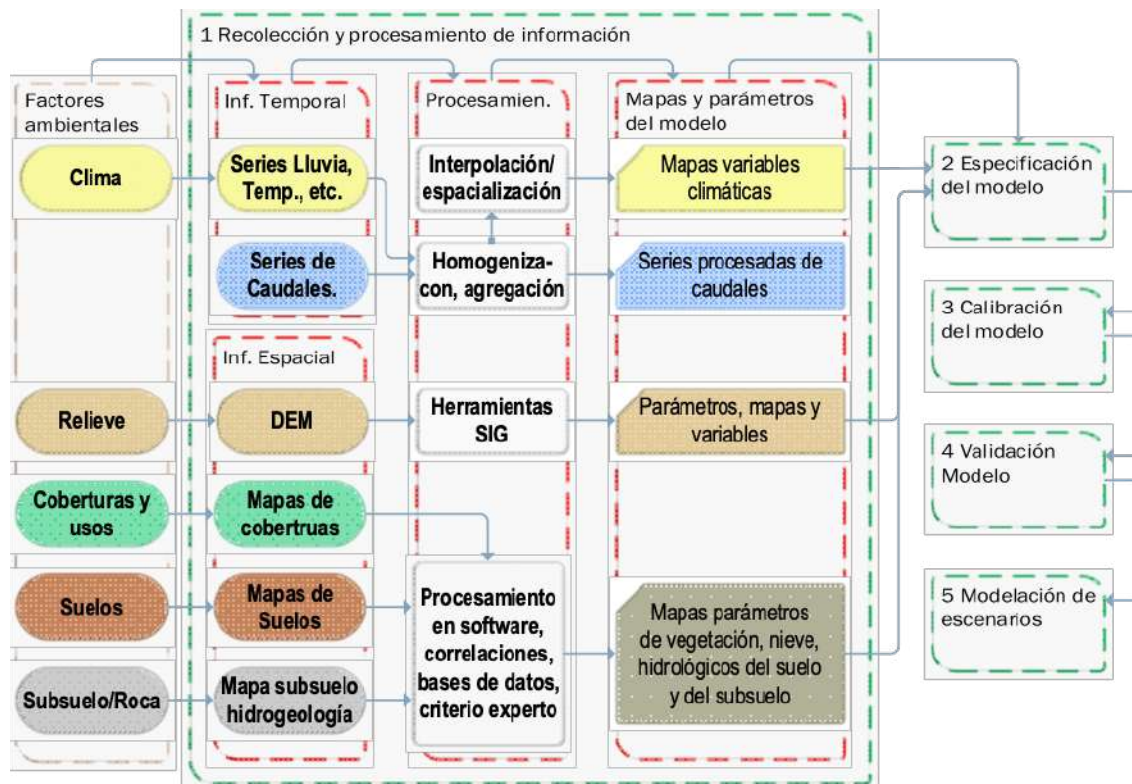 1 Recolección y procesamiento de información
Factores
ambientales
Inf. Temporal
Procesamien.
Mapas y parámetros
del modelo
Clima
Series Lluvia,
Temp., etc.
Interpolación/
espacialización
Mapas variables
climáticas
2 Especificación
del modelo
Series de
Caudales.
Homogeniza-
con, agregación
Series procesadas de
caudales
3 Calibración
del modelo
Inf. Espacial
Relieve
DEM
Herramientas
SIG
Parámetros, mapas y
variables
4 Validación
Modelo
Coberturas y
usos
Mapas de
cobertruas
Suelos
Mapas de
Suelos
Procesamiento
en software,
correlaciones,
bases de datos,
criterio experto
Mapas parámetros
de vegetación, nieve,
hidrológicos del suelo
y del subsuelo
5 Modelación de
escenarios
Subsuelo/Roca
Mapa subsuelo
hidrogeología